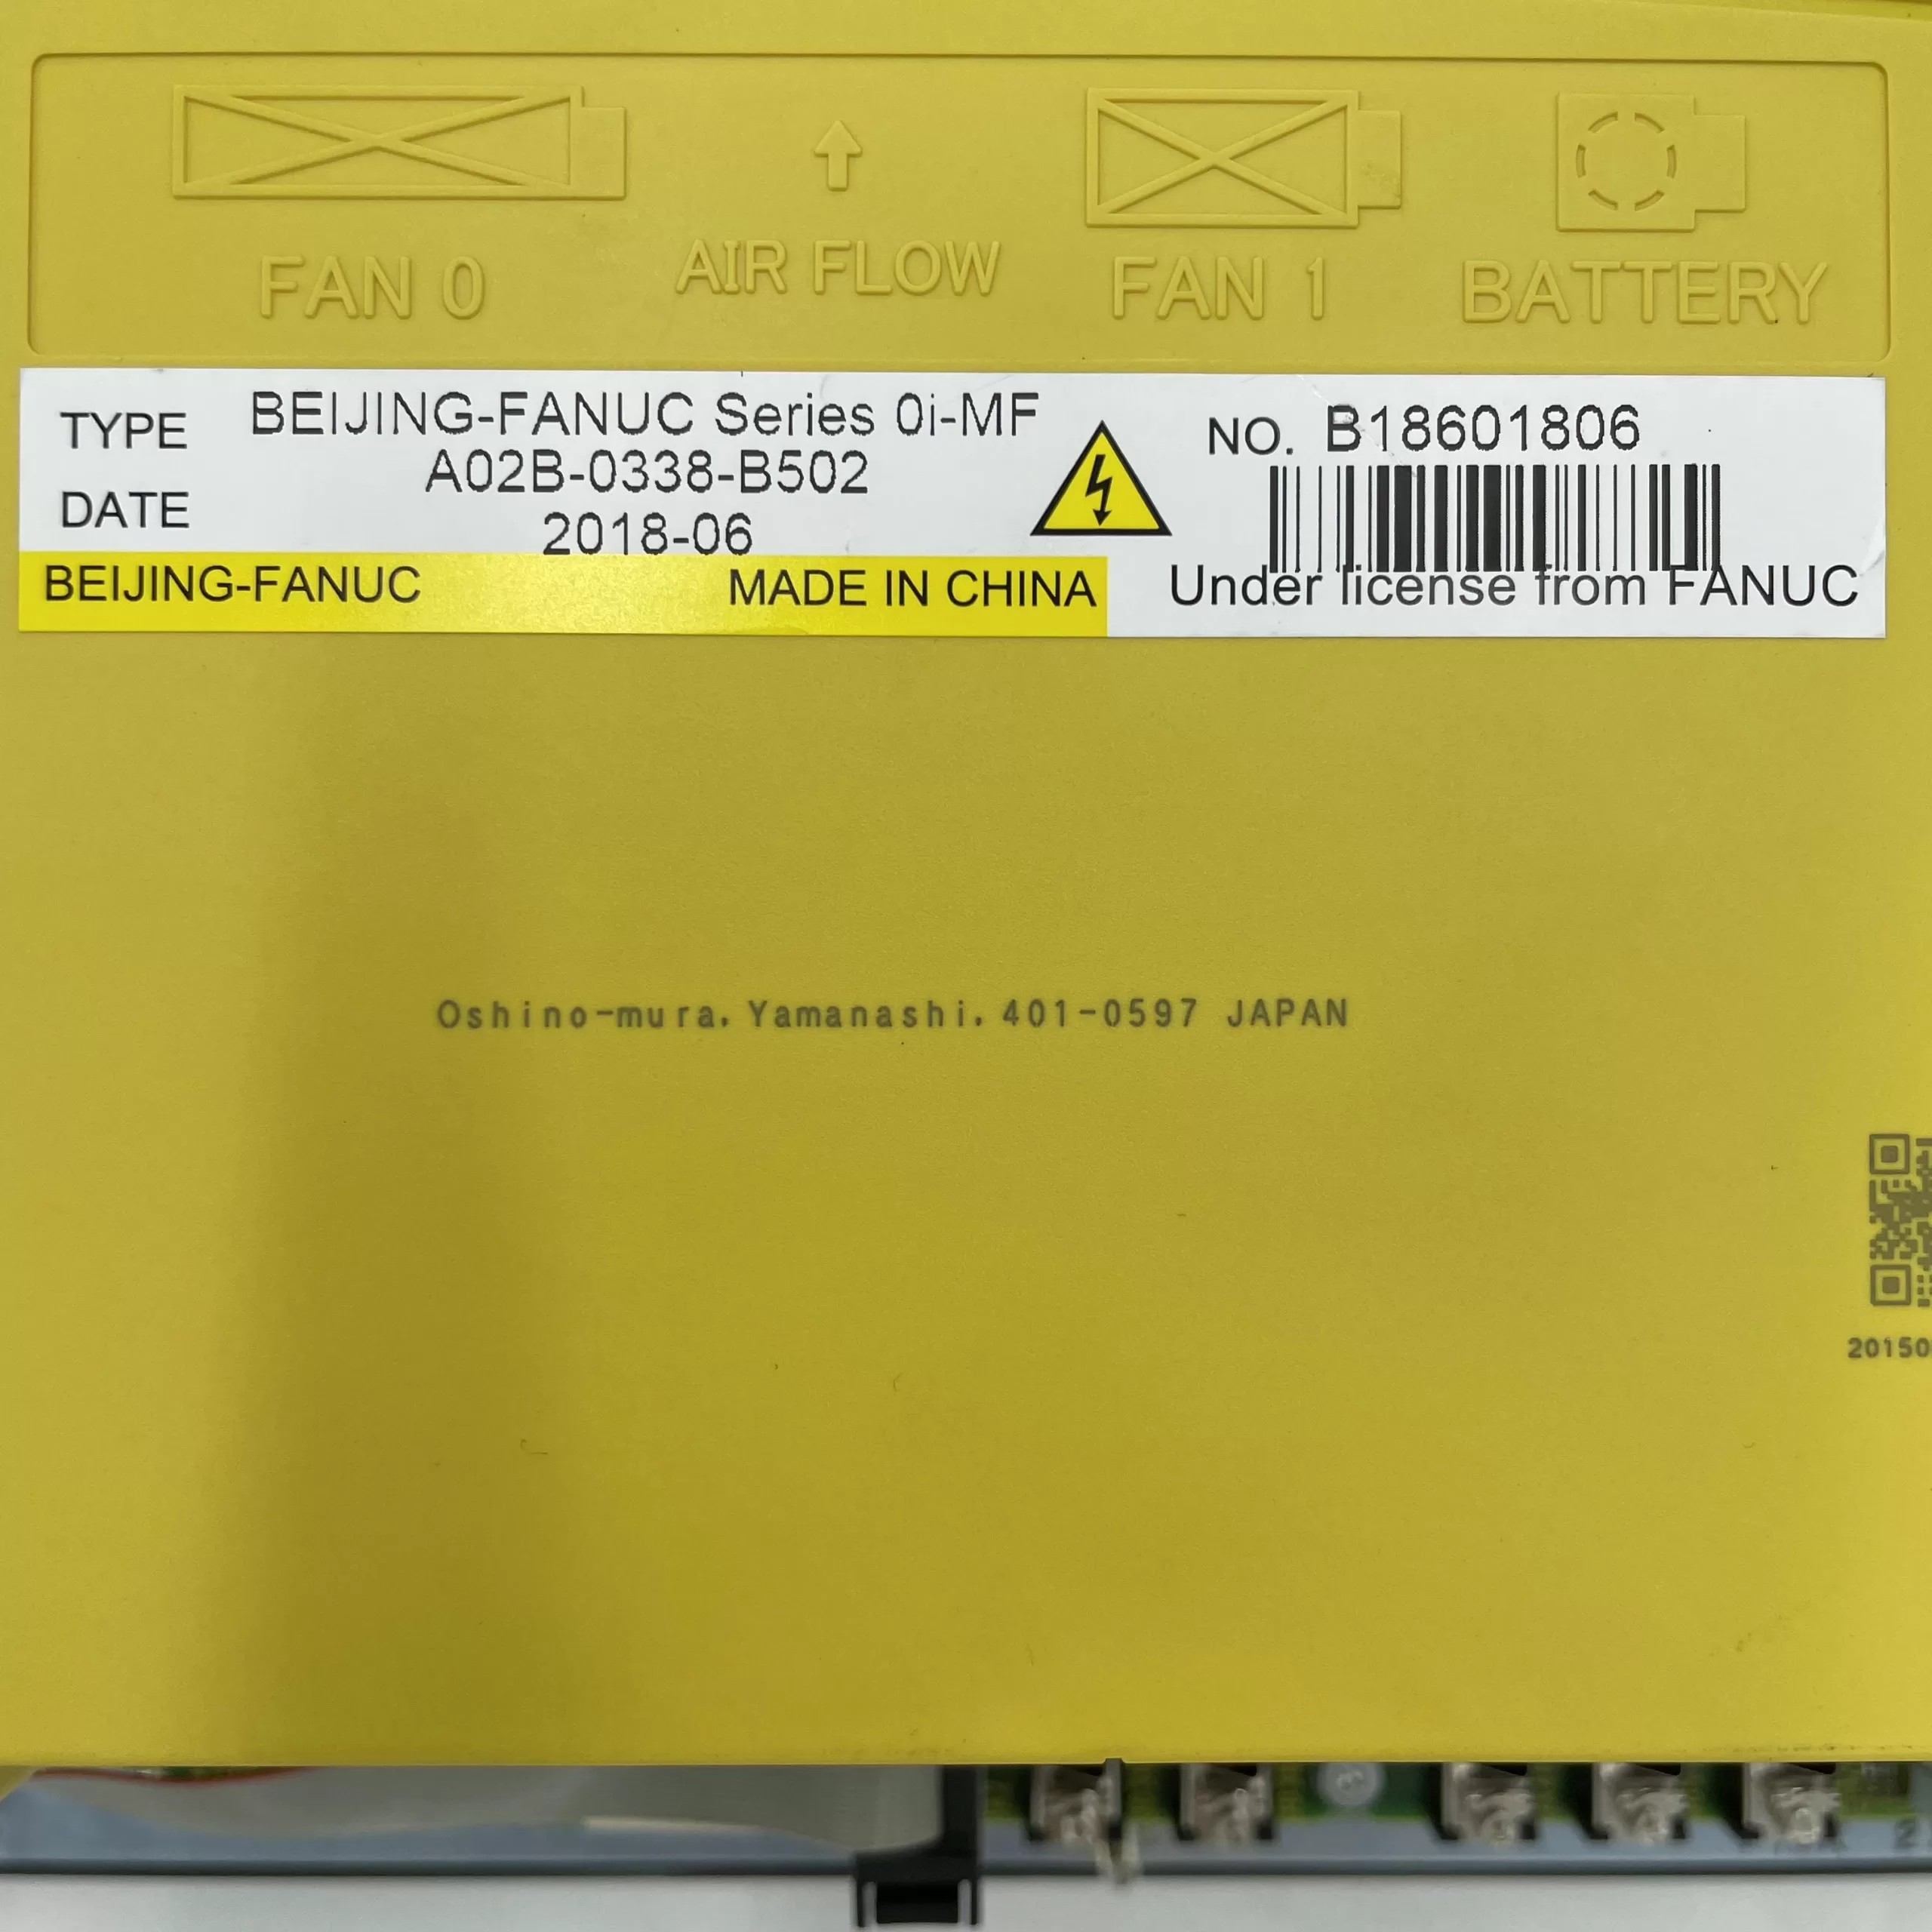 FAN 0
AIR FLOW
FAN 1
BATTERY
TYPE BEIJING-FANUC Series 0i-MF
A02B-0338-B502
DATE 2018-06
NO. B18601806
BEIJING-FANUC MADE IN CHINA
Under license from FANUC
Oshino-mura, Yamanashi, 401-0597 JAPAN
20150